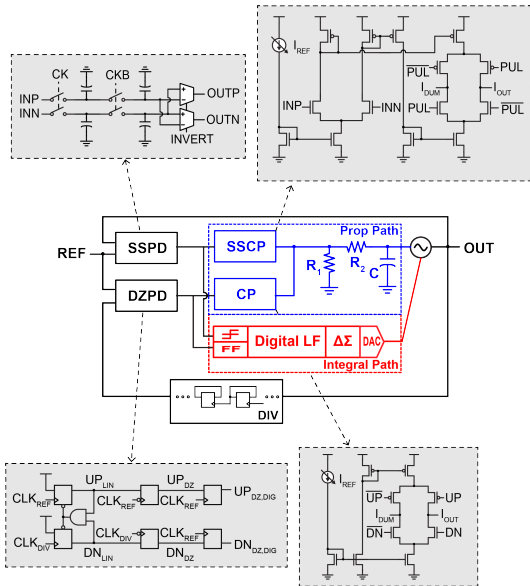 CK
CKB
INP
INN
OUTP
OUTN
INVERT
I_REF
INP
INN
PUL
PUL
I_DUM
I_OUT
PUL
PUL
REF
SSPD
DZPD
SSCP
CP
Prop Path
R_1
R_2
C
OUT
Digital LF
ΔΣ
DAC
FF
Integral Path
DIV
CLK_REF
UP_LIN
CLK_REF
UP_DZ
CLK_REF
UP_DZ,DIG
CLK_DIV
DN_LIN
CLK_DIV
DN_DZ
CLK_REF
DN_DZ,DIG
I_REF
UP
UP
I_DUM
I_OUT
DN
DN